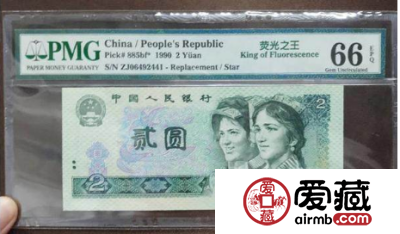 PMG
PAPER MONEY GUARANTY
China / People's Republic
Pick# 885bf* 1990 2 Yüan
S/N ZJ06492441 - Replacement / Star
荧光之王
King of Fluorescence
66 EPQ
Gem Uncirculated
中国人民银行
贰圆
2
2
爱藏
airmb.com